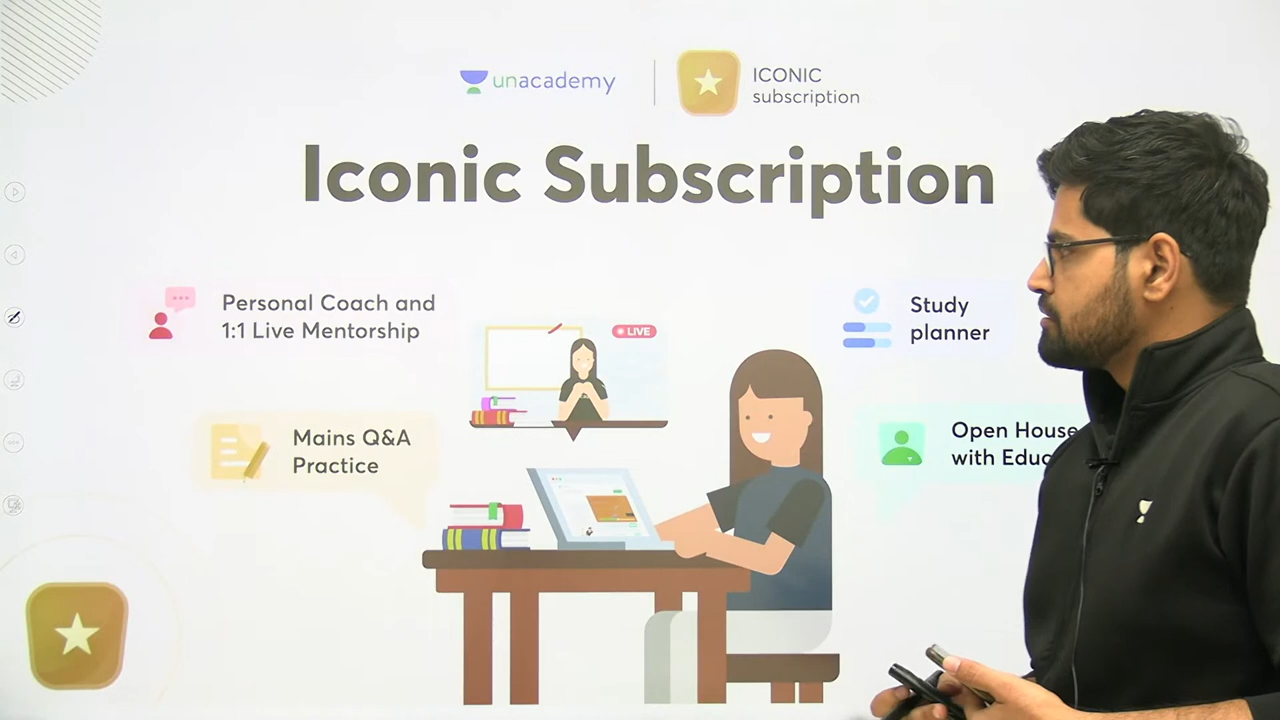 unacademy
ICONIC
subscription
Iconic Subscription
Personal Coach and
1:1 Live Mentorship
LIVE
Study
planner
Mains Q&A
Practice
Open House
with